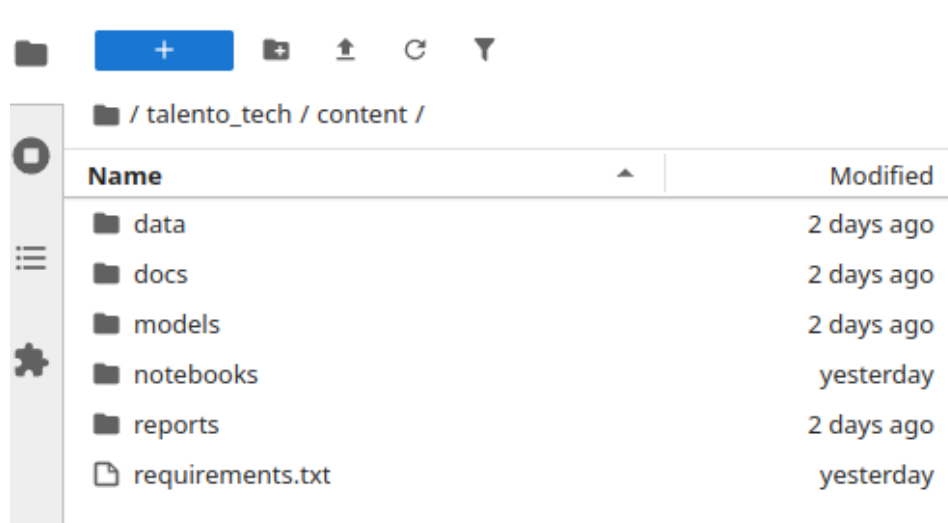 / talento_tech / content /
Name Modified
data 2 days ago
docs 2 days ago
models 2 days ago
notebooks yesterday
reports 2 days ago
requirements.txt yesterday